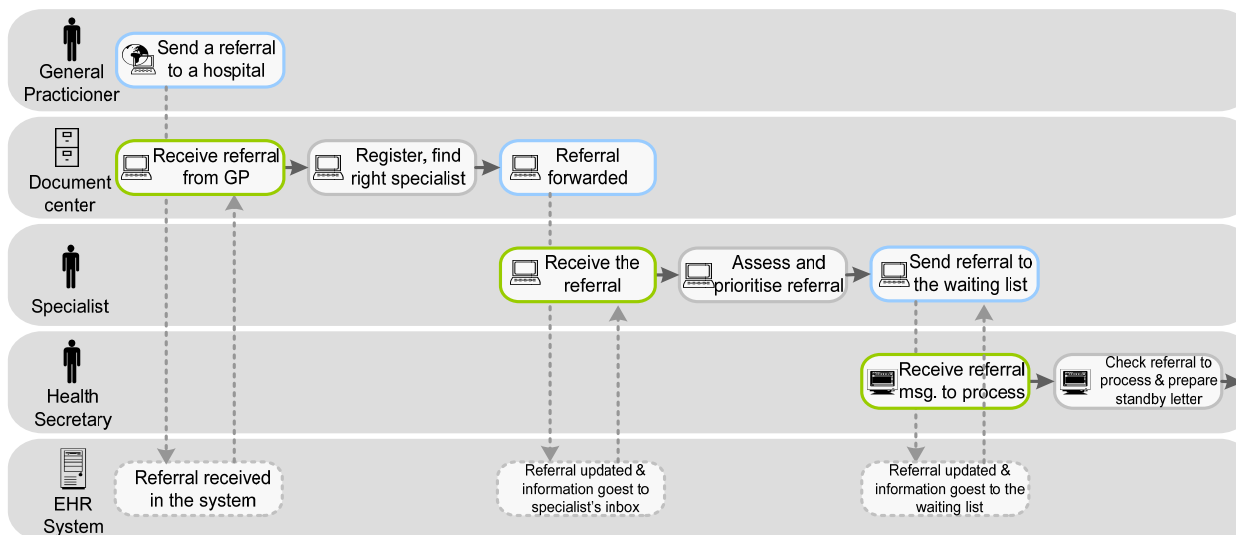 Send a referral
to a hospital
General
Practicioner
Receive referral
from GP
Register, find
right specialist
Referral
forwarded
Document
center
Receive the
referral
Assess and
prioritise referral
Send referral to
the waiting list
Specialist
Receive referral
msg. to process
Check referral to
process & prepare
standby letter
Health
Secretary
Referral received
in the system
Referral updated &
information goest to
specialist's inbox
Referral updated &
information goest to the
waiting list
EHR
System